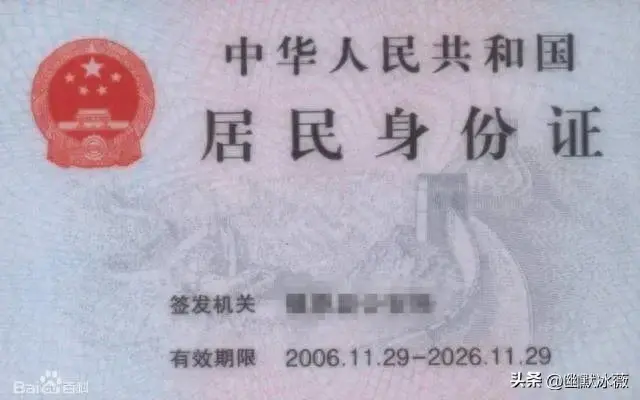 中华人民共和国
居民身份证
签发机关
有效期限 2006.11.29-2026.11.29
Baidu百科
头条 @幽默冰薇